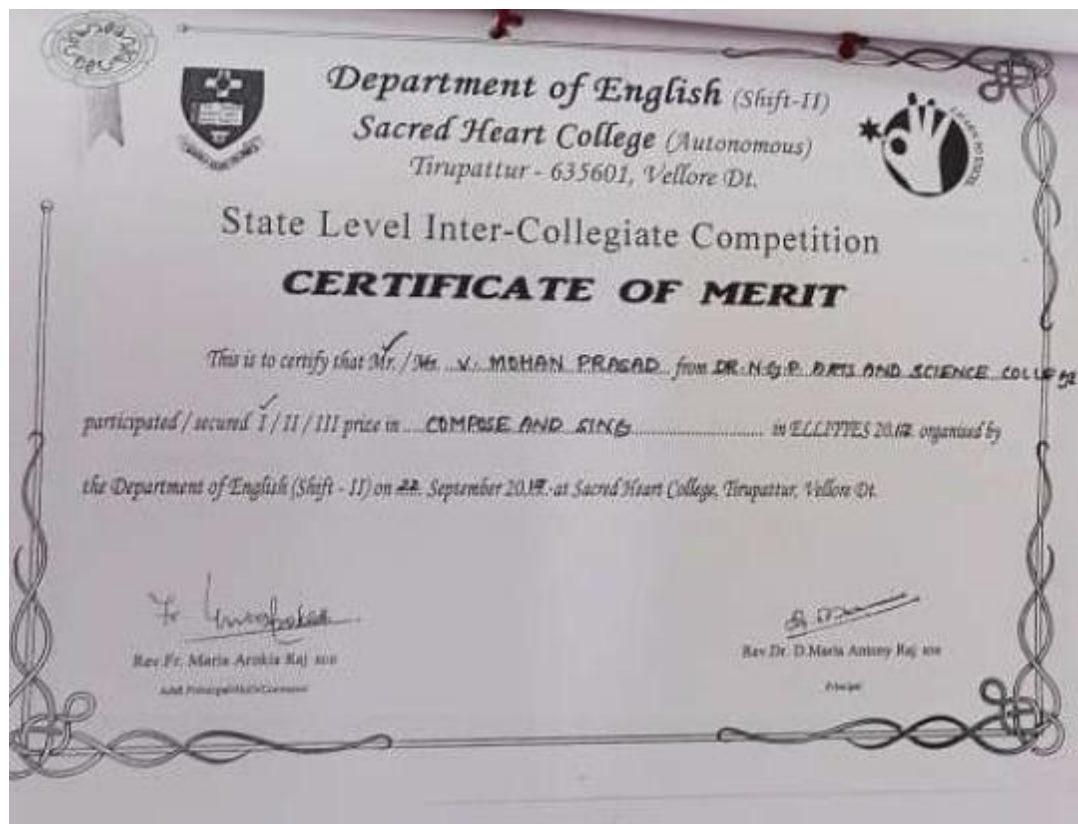 Department of English (Shift-II)
Sacred Heart College (Autonomous)
Tirupattur - 635601, Vellore Dt.
State Level Inter-Collegiate Competition
CERTIFICATE OF MERIT
This is to certify that Mr. / Ms. V. MOHAN PRASAD from DR. N.G.P. ARTS AND SCIENCE COLLEGE
participated / secured I / II / III prize in COMPOSE AND SING in organised by
the Department of English (Shift - II) on 22 September at Sacred Heart College, Tirupattur, Vellore Dt.
Rev.Fr. Maria Arokia Raj SDB
Rev.Dr. D.Maria Antony Raj SDB
Principal